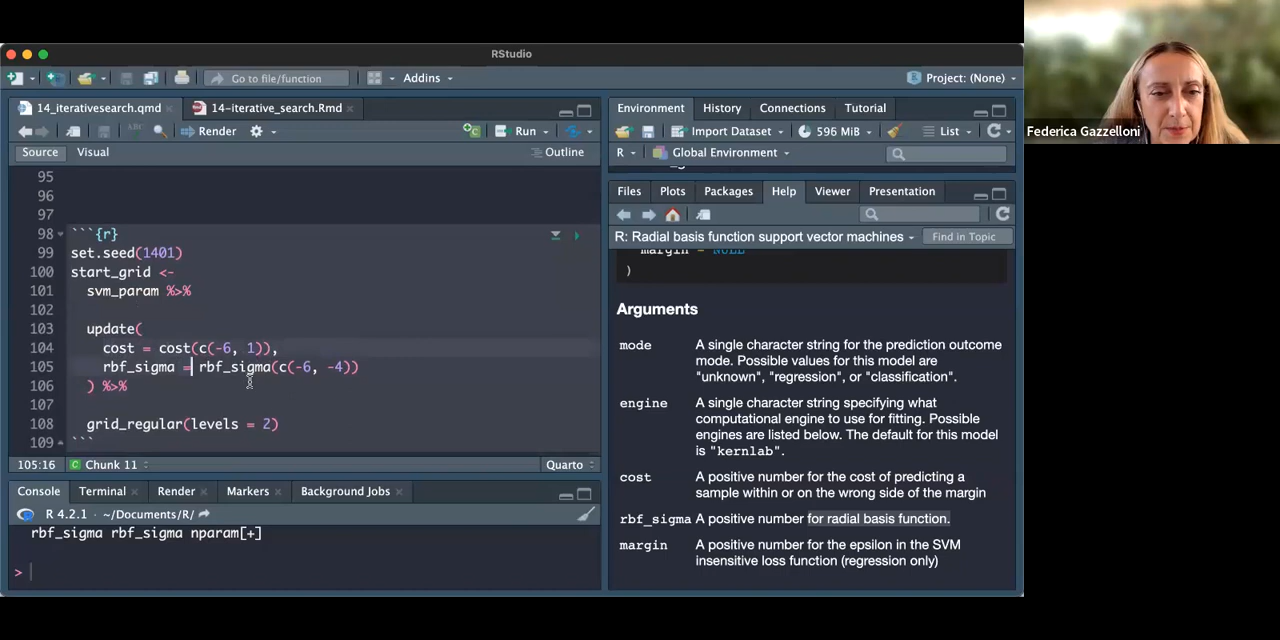 RStudio
Go to file/function
Addins
Project: (None)
14_iterativesearch.qmd
14-iterative_search.Rmd
Render
Run
Source
Visual
Outline
95
96
97
98 ```{r}
99 set.seed(1401)
100 start_grid <-
101 svm_param %>%
102
103 update(
104 cost = cost(c(-6, 1)),
105 rbf_sigma = rbf_sigma(c(-6, -4))
106 ) %>%
107
108 grid_regular(levels = 2)
109 ```
105:16 Chunk 11
Quarto
Console
Terminal
Render
Markers
Background Jobs
R 4.2.1 · ~/Documents/R/
rbf_sigma rbf_sigma nparam[+]
>
Environment
History
Connections
Tutorial
Import Dataset
596 MiB
List
R
Global Environment
Files
Plots
Packages
Help
Viewer
Presentation
R: Radial basis function support vector machines
Find in Topic
margin = NULL
)
Arguments
mode A single character string for the prediction outcome
mode. Possible values for this model are
"unknown", "regression", or "classification".
engine A single character string specifying what
computational engine to use for fitting. Possible
engines are listed below. The default for this model
is "kernlab".
cost A positive number for the cost of predicting a
sample within or on the wrong side of the margin
rbf_sigma A positive number for radial basis function.
margin A positive number for the epsilon in the SVM
insensitive loss function (regression only)
Federica Gazzelloni